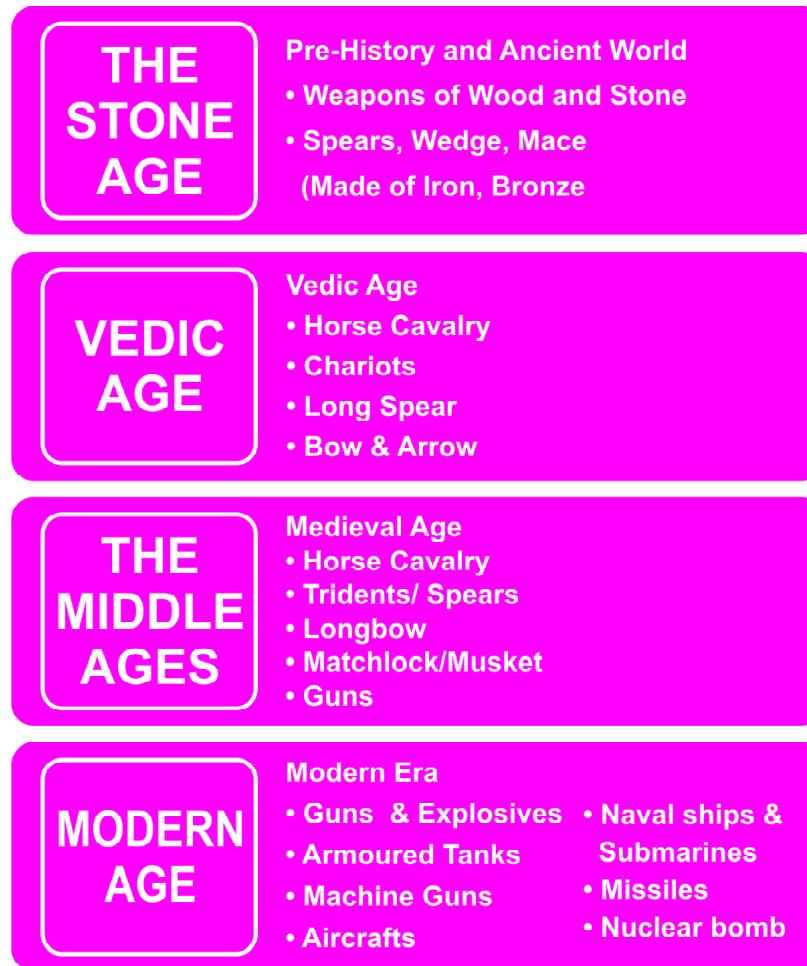 THE
STONE
AGE
Pre-History and Ancient World
• Weapons of Wood and Stone
• Spears, Wedge, Mace
(Made of Iron, Bronze
VEDIC
AGE
Vedic Age
• Horse Cavalry
• Chariots
• Long Spear
• Bow & Arrow
THE
MIDDLE
AGES
Medieval Age
• Horse Cavalry
• Tridents/ Spears
• Longbow
• Matchlock/Musket
• Guns
MODERN
AGE
Modern Era
• Guns & Explosives
• Armoured Tanks
• Machine Guns
• Aircrafts
• Naval ships &
Submarines
• Missiles
• Nuclear bomb